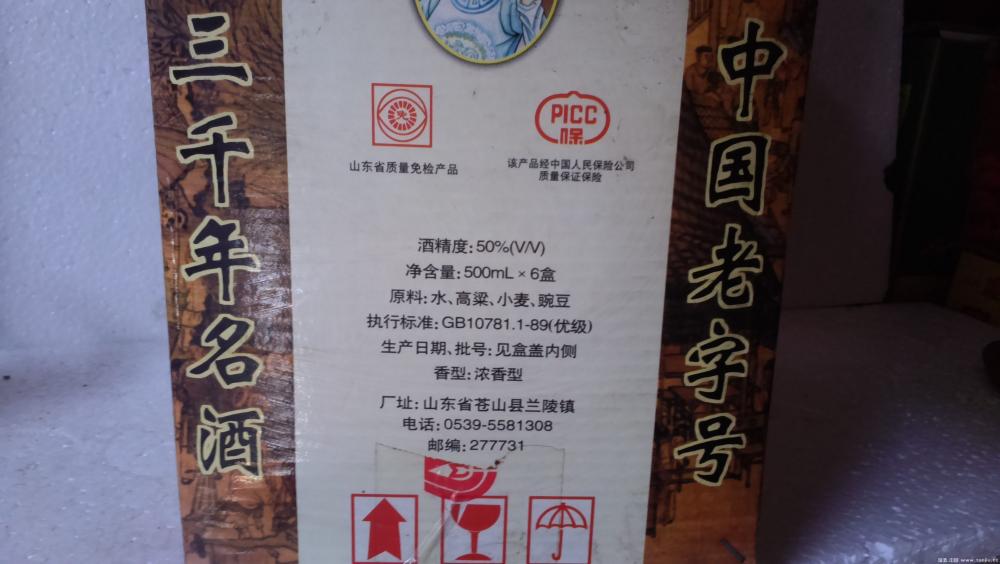 三千年名酒
中国老字号
免
PICC
保
山东省质量免检产品
该产品经中国人民保险公司
质量保证保险
酒精度:50%(V/V)
净含量:500mL×6盒
原料:水、高粱、小麦、豌豆
执行标准:GB10781.1-89(优级)
生产日期、批号:见盒盖内侧
香型:浓香型
厂址:山东省苍山县兰陵镇
电话:0539-5581308
邮编:277731